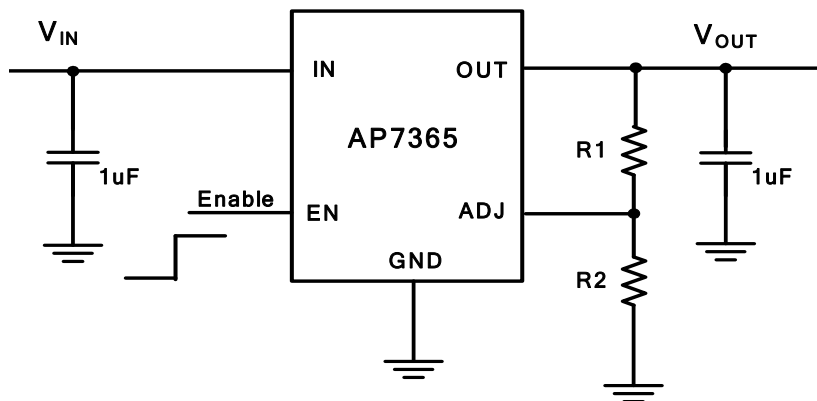 VIN
VOUT
IN
OUT
AP7365
R1
1uF
1uF
Enable
EN
ADJ
GND
R2